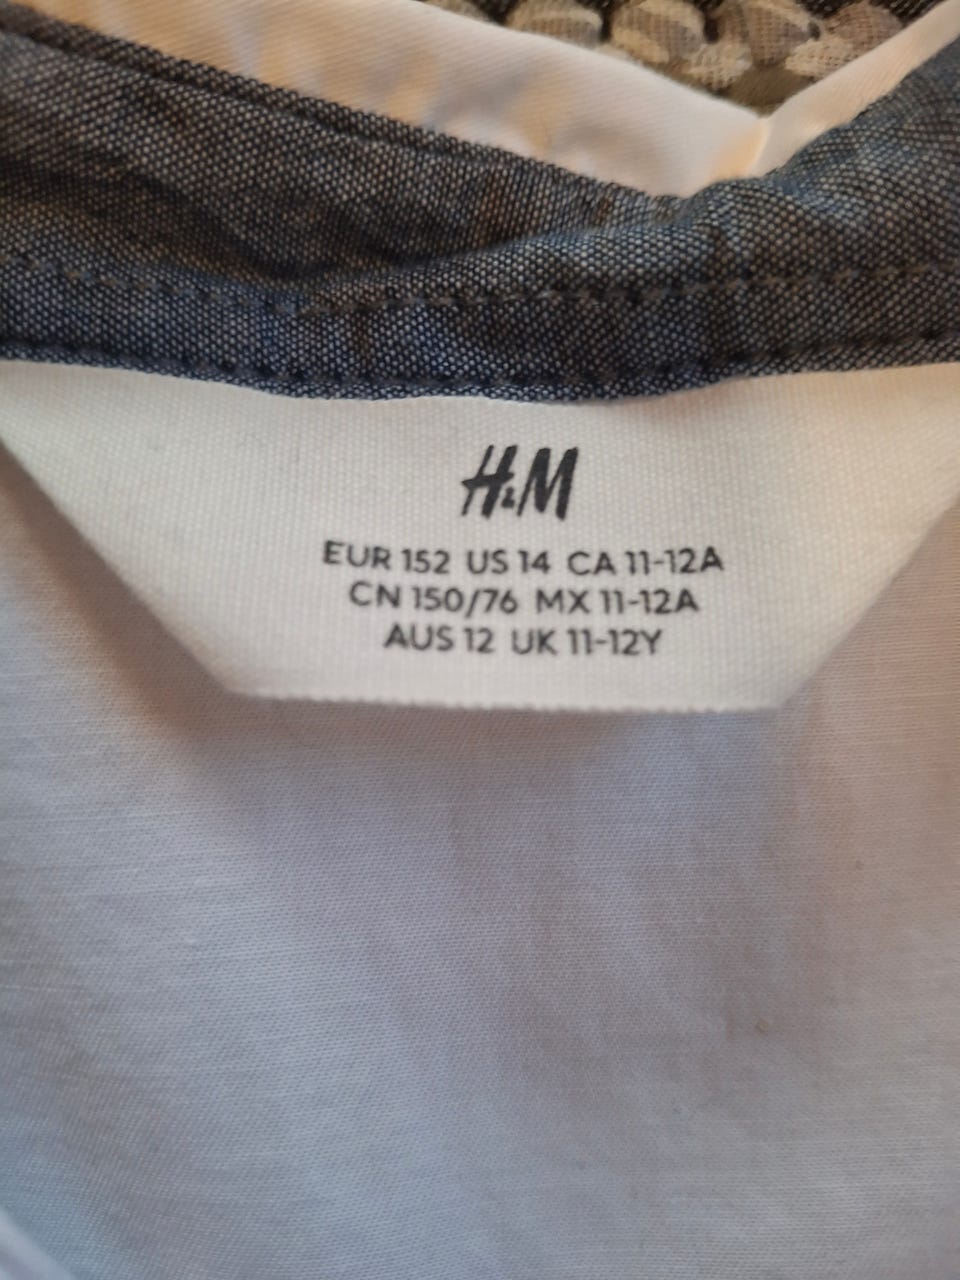 H&M
EUR 152 US 14 CA 11-12A
CN 150/76 MX 11-12A
AUS 12 UK 11-12Y